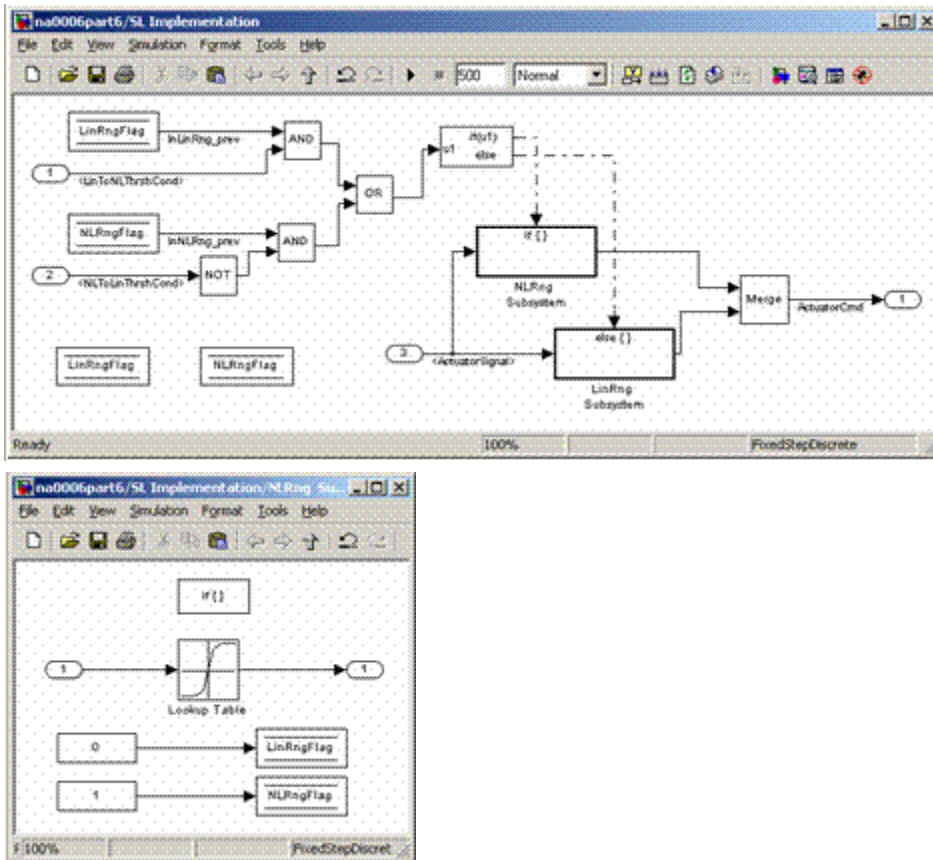 na0006part6/SL Implementation
File Edit View Simulation Format Tools Help
500 Normal
LinRngFlag
InLinRng_prev
AND
1
<LinToNLThrshCond>
OR
u1
if(u1)
else
NLRngFlag
InNLRng_prev
AND
2
<NLToLinThrshCond>
NOT
if { }
NLRng
Subsystem
Merge
ActuatorCmd
1
LinRngFlag
NLRngFlag
3
<ActuatorSignal>
else { }
LinRng
Subsystem
Ready 100% FixedStepDiscrete
na0006part6/SL Implementation/NLRng Su...
File Edit View Simulation Format Tools Help
if { }
1
1
Lookup Table
0
LinRngFlag
1
NLRngFlag
100% FixedStepDiscret